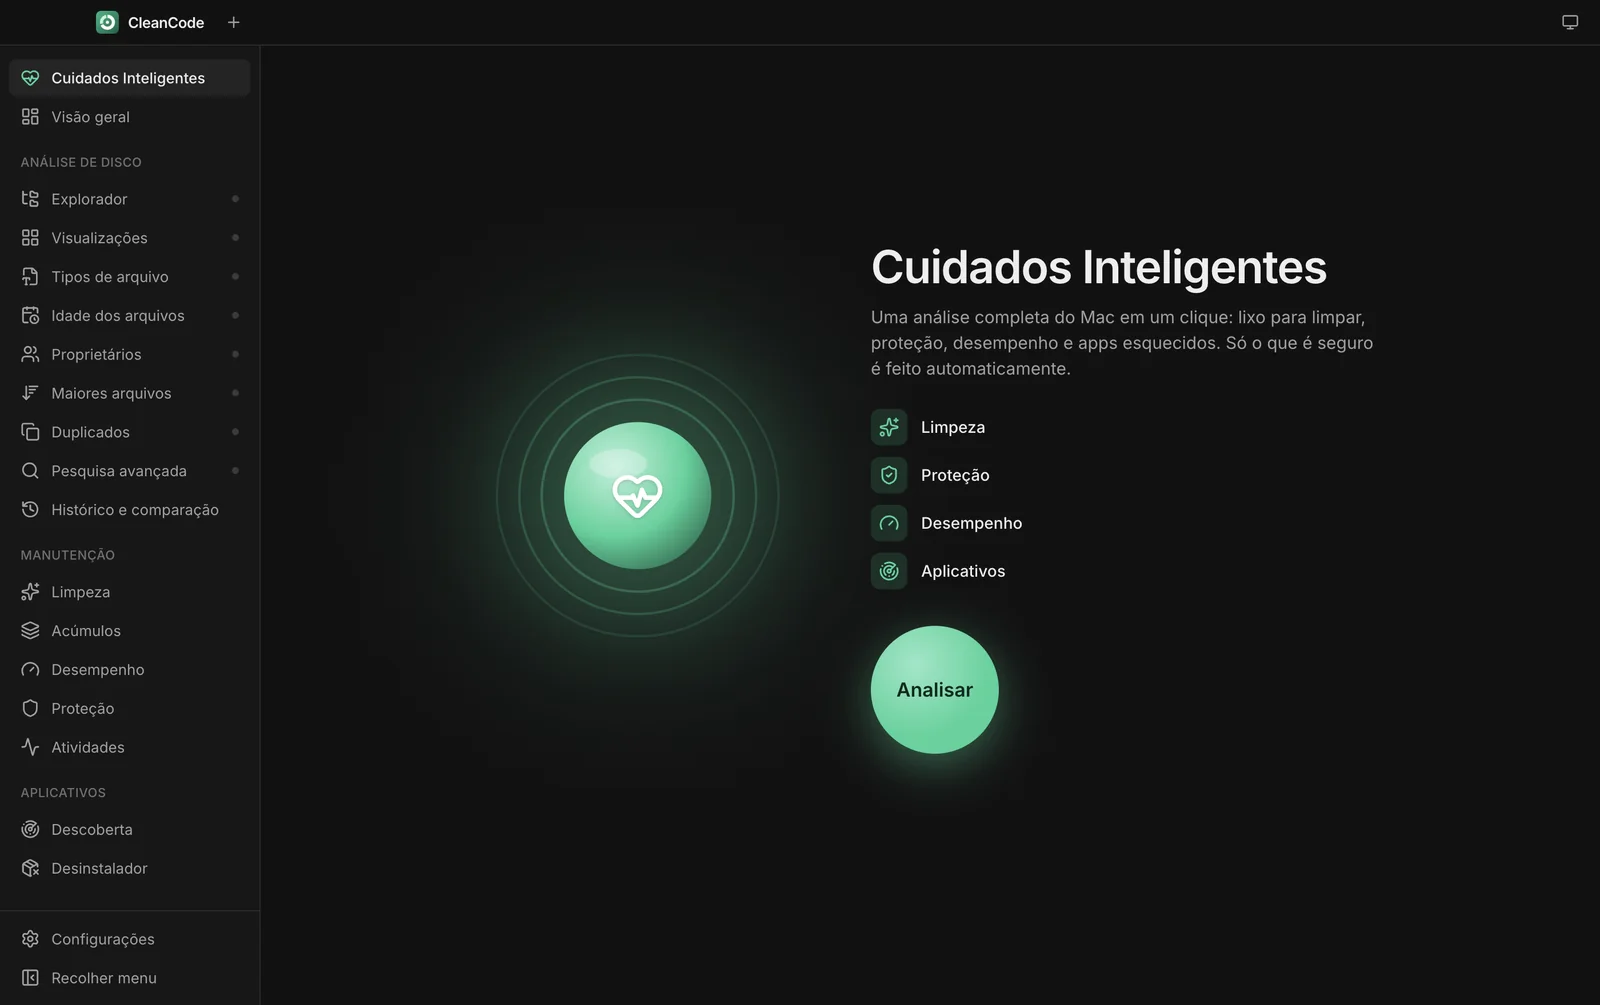 CleanCode
Cuidados Inteligentes
Visão geral
ANÁLISE DE DISCO
Explorador
Visualizações
Tipos de arquivo
Idade dos arquivos
Proprietários
Maiores arquivos
Duplicados
Pesquisa avançada
Histórico e comparação
MANUTENÇÃO
Limpeza
Acúmulos
Desempenho
Proteção
Atividades
APLICATIVOS
Descoberta
Desinstalador
Configurações
Recolher menu
Cuidados Inteligentes
Uma análise completa do Mac em um clique: lixo para limpar,
proteção, desempenho e apps esquecidos. Só o que é seguro
é feito automaticamente.
Limpeza
Proteção
Desempenho
Aplicativos
Analisar